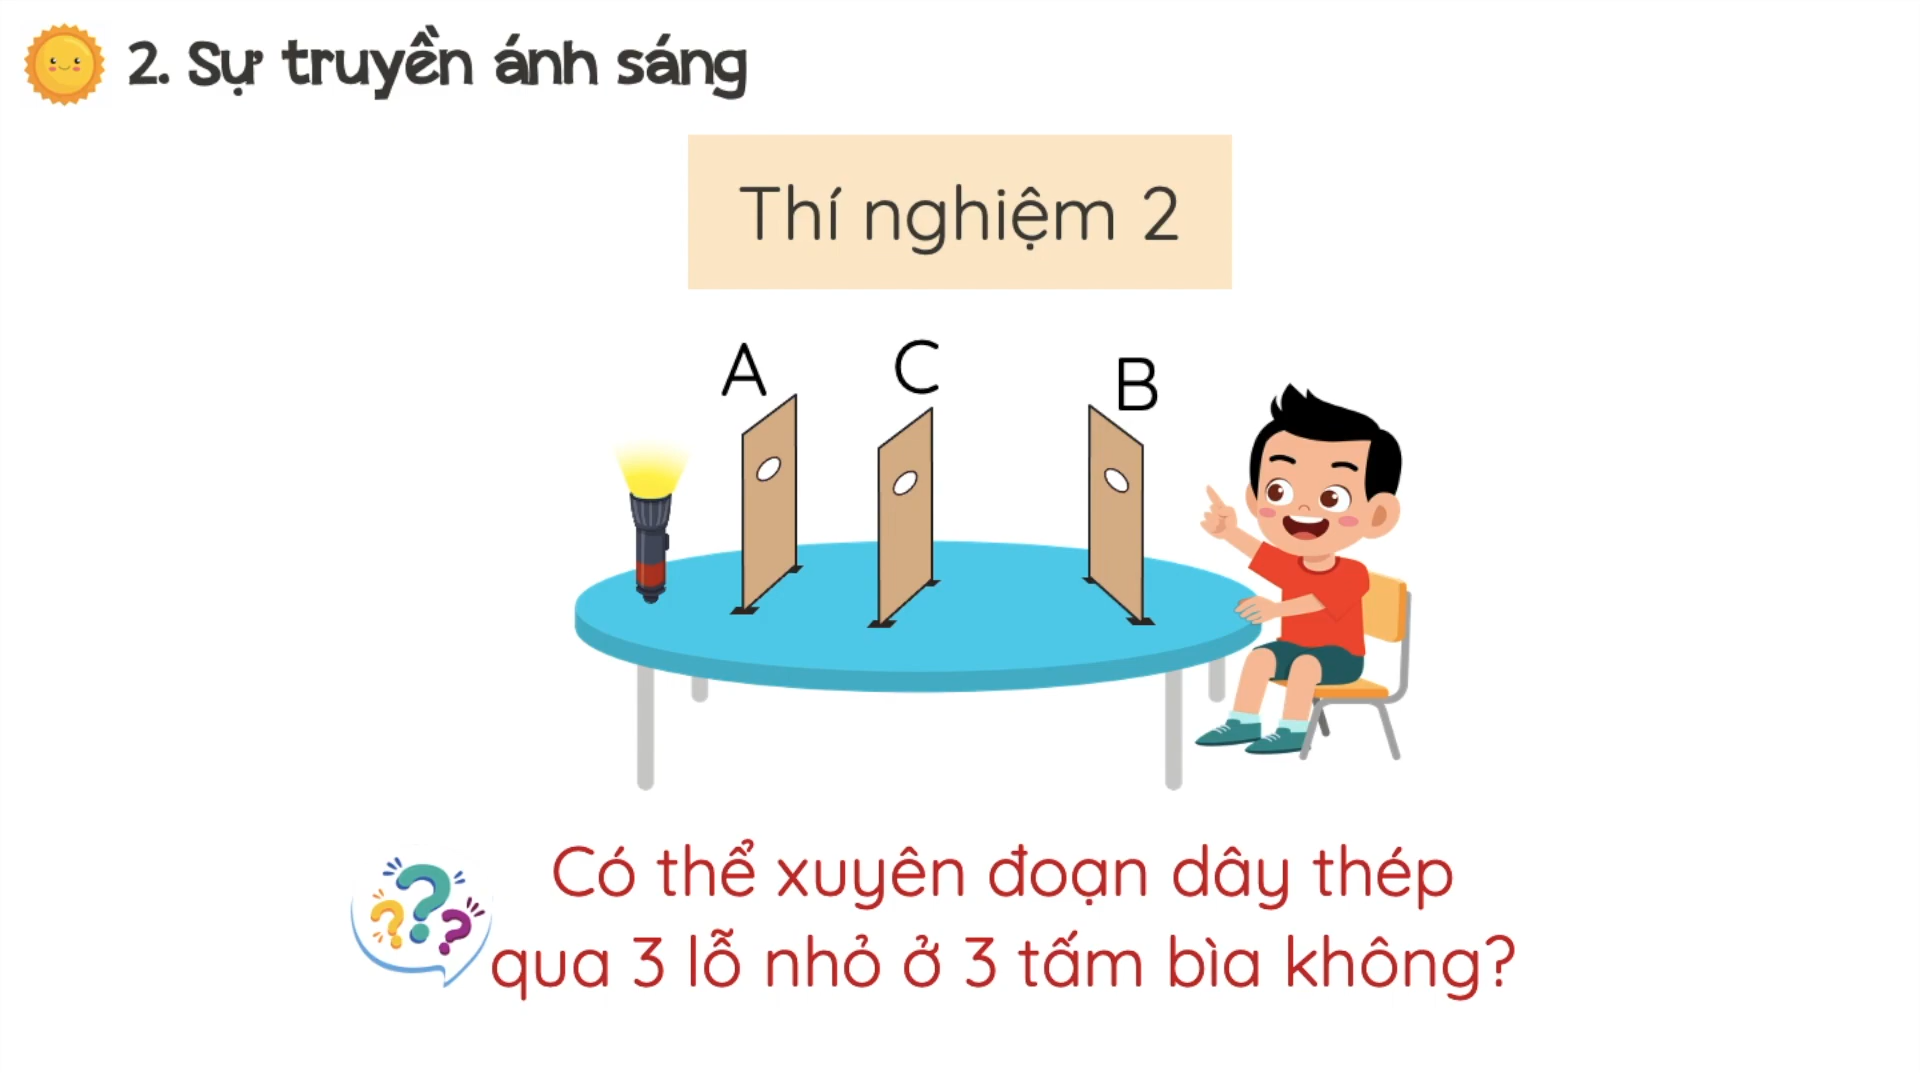 2. Sự truyền ánh sáng
Thí nghiệm 2
A
C
B
Có thể xuyên đoạn dây thép
qua 3 lỗ nhỏ ở 3 tấm bìa không?